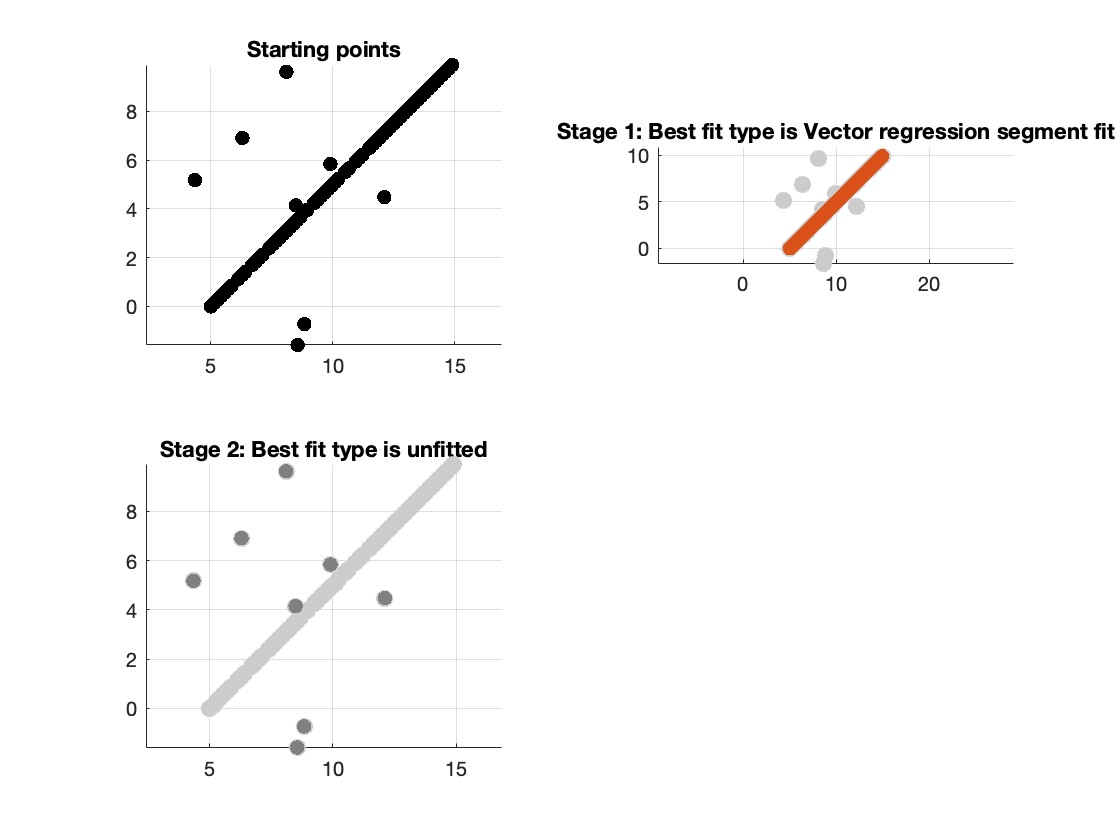 Starting points
8
6
4
2
0
5 10 15
Stage 1: Best fit type is Vector regression segment fit
10
5
0
0 10 20
Stage 2: Best fit type is unfitted
8
6
4
2
0
5 10 15